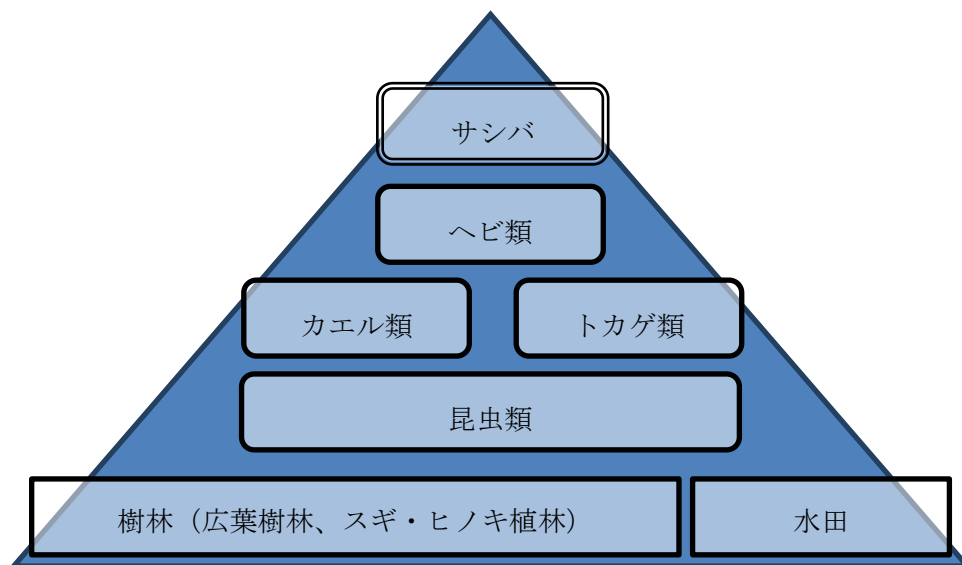 サシバ
ヘビ類
カエル類
トカゲ類
昆虫類
樹林（広葉樹林、スギ・ヒノキ植林）
水田